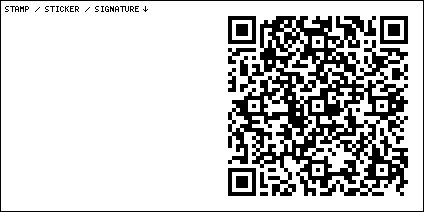 STAMP / STICKER / SIGNATURE ↓